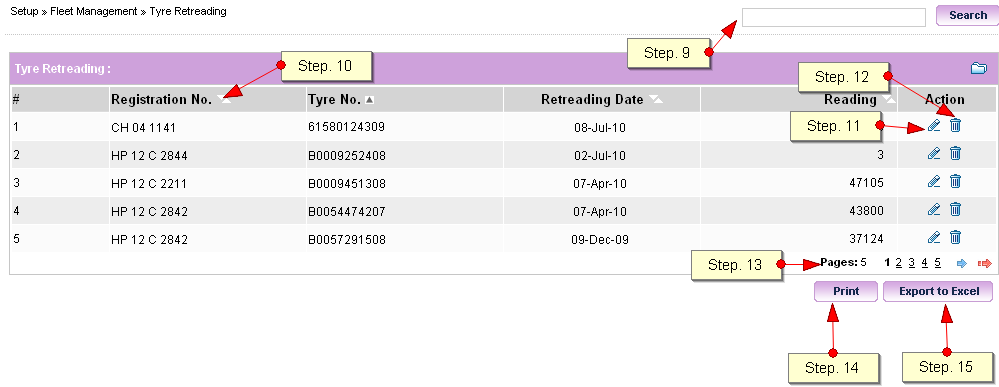 Setup » Fleet Management » Tyre Retreading
Search
Step. 9
Tyre Retreading :
Step. 10
Step. 12
# Registration No. Tyre No. Retreading Date Reading Action
Step. 11
1 CH 04 1141 61580124309 08-Jul-10
2 HP 12 C 2844 B0009252408 02-Jul-10 3
3 HP 12 C 2211 B0009451308 07-Apr-10 47105
4 HP 12 C 2842 B0054474207 07-Apr-10 43800
5 HP 12 C 2842 B0057291508 09-Dec-09 37124
Step. 13
Pages: 5 1 2 3 4 5
Print Export to Excel
Step. 14 Step. 15